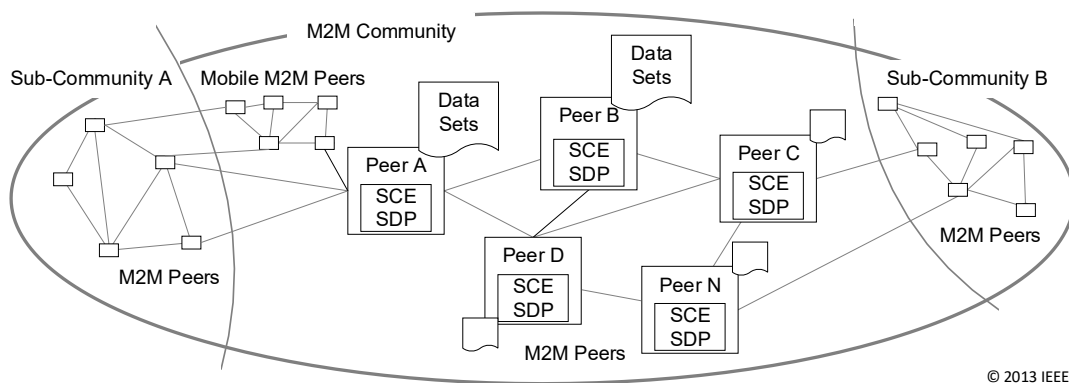 M2M Community
Sub-Community A
Mobile M2M Peers
Data
Sets
Data
Sets
Sub-Community B
Peer A
SCE
SDP
Peer B
SCE
SDP
Peer C
SCE
SDP
M2M Peers
Peer D
SCE
SDP
Peer N
SCE
SDP
M2M Peers
M2M Peers
© 2013 IEEE